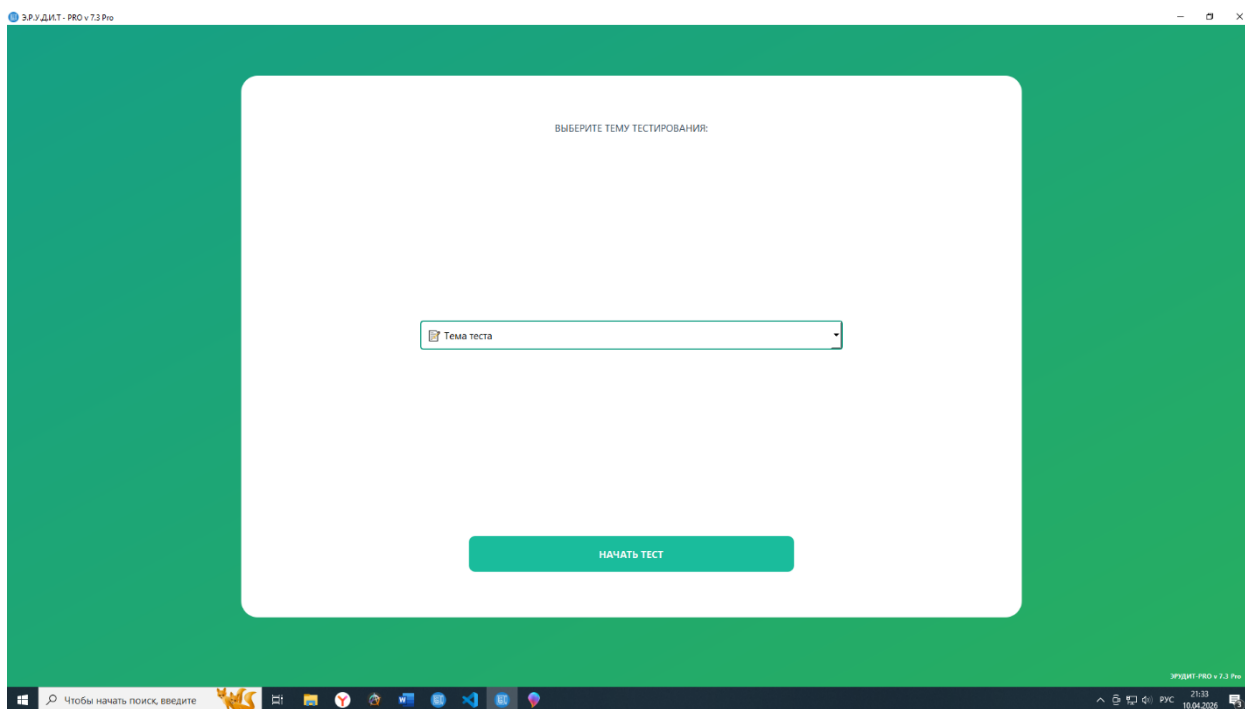 Э.Р.У.Д.И.Т - PRO v 7.3 Pro
ВЫБЕРИТЕ ТЕМУ ТЕСТИРОВАНИЯ:
Тема теста
НАЧАТЬ ТЕСТ
ЭРУДИТ-PRO v 7.3 Pro
Чтобы начать поиск, введите
РУС
21:33
10.04.2026